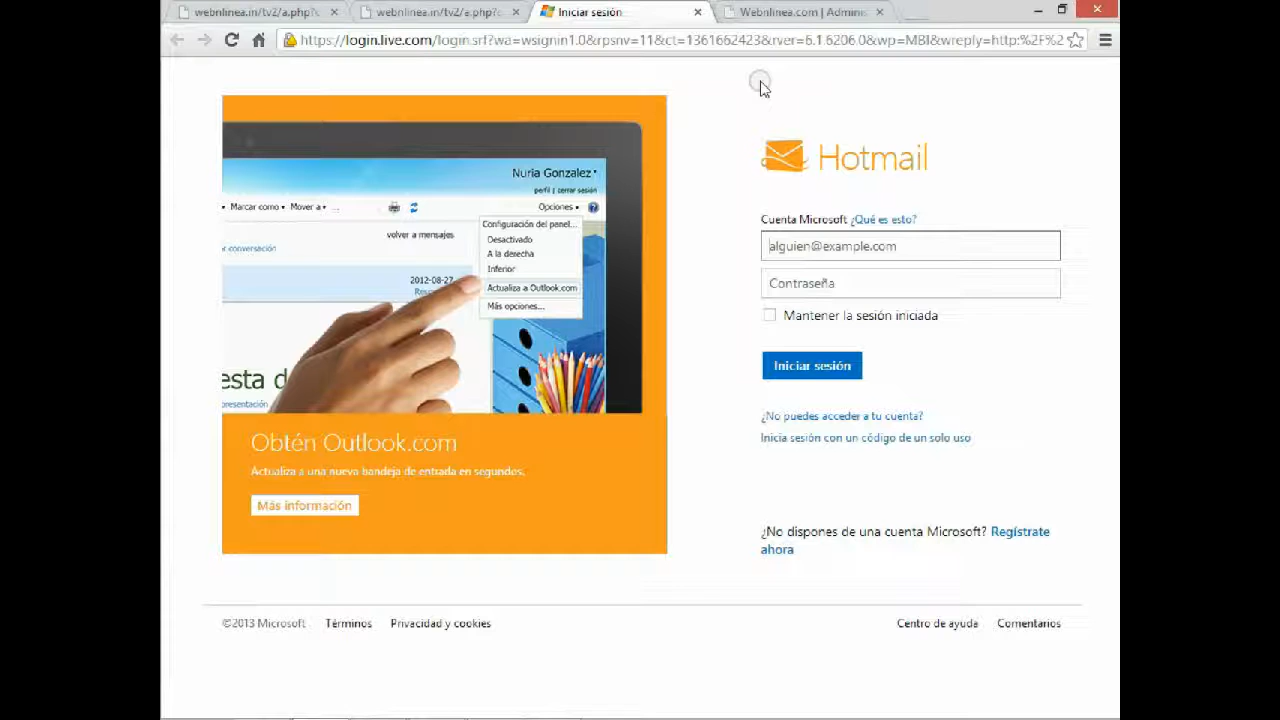 webnlinea.in/tv2/a.php?c
webnlinea.in/tv2/a.php?c
Iniciar sesión
Webnlinea.com | Adminis
https://login.live.com/login.srf?wa=wsignin1.0&rpsnv=11&ct=1361662423&rver=6.1.6206.0&wp=MBI&wreply=http:%2F%2
Nuria Gonzalez
perfil | cerrar sesión
Marcar como Mover a ...
Opciones
volver a mensajes
Configuración del panel...
r conversación
Desactivado
A la derecha
Inferior
2012-08-27
Actualiza a Outlook.com
Más opciones...
esta d
presentación
Obtén Outlook.com
Actualiza a una nueva bandeja de entrada en segundos.
Más información
Hotmail
Cuenta Microsoft ¿Qué es esto?
alguien@example.com
Contraseña
Mantener la sesión iniciada
Iniciar sesión
¿No puedes acceder a tu cuenta?
Inicia sesión con un código de un solo uso
¿No dispones de una cuenta Microsoft? Regístrate
ahora
©2013 Microsoft Términos Privacidad y cookies
Centro de ayuda Comentarios